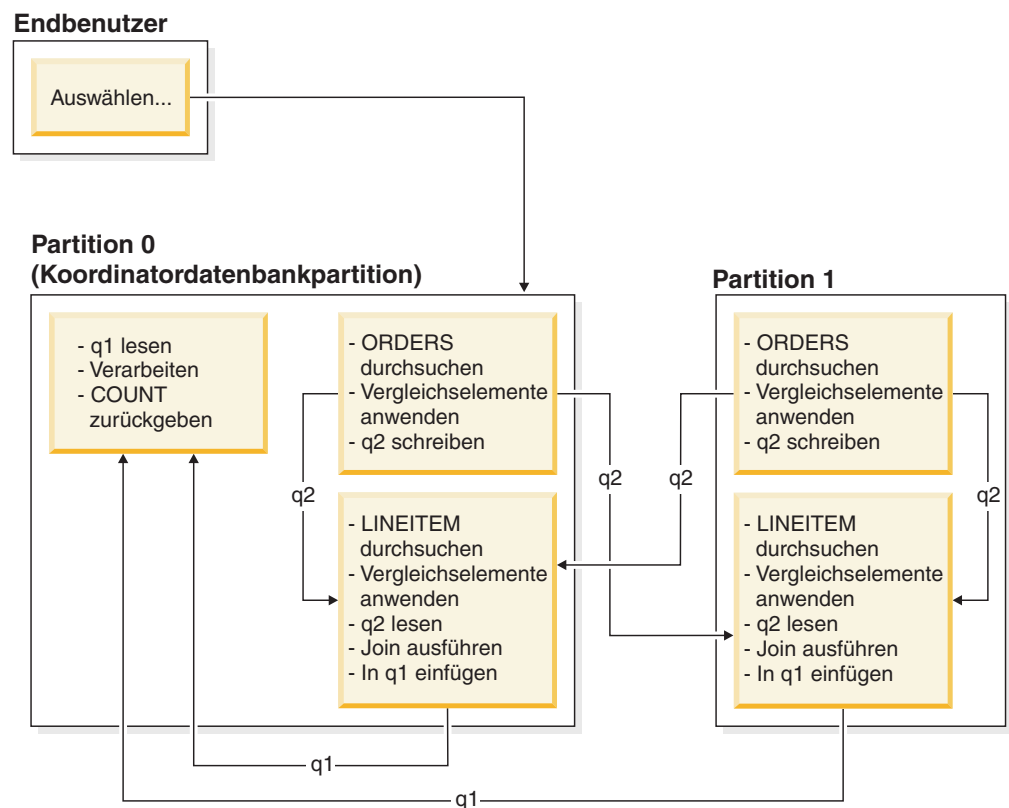 Endbenutzer
Auswählen...
Partition 0
(Koordinatordatenbankpartition)
- q1 lesen
- Verarbeiten
- COUNT
zurückgeben
- ORDERS
durchsuchen
- Vergleichselemente
anwenden
- q2 schreiben
q2
- LINEITEM
durchsuchen
- Vergleichselemente
anwenden
- q2 lesen
- Join ausführen
- In q1 einfügen
q2
q2
Partition 1
- ORDERS
durchsuchen
- Vergleichselemente
anwenden
- q2 schreiben
q2
- LINEITEM
durchsuchen
- Vergleichselemente
anwenden
- q2 lesen
- Join ausführen
- In q1 einfügen
q1
q1